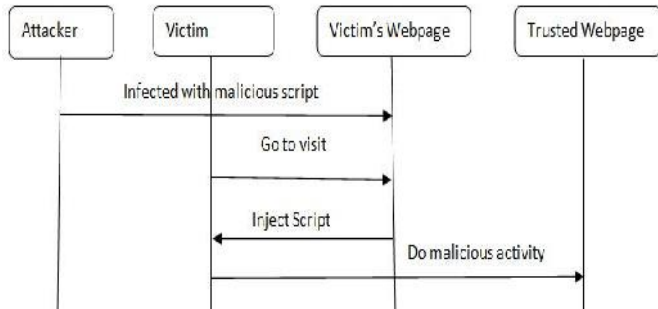 Attacker
Victim
Victim's Webpage
Trusted Webpage
Infected with malicious script
Go to visit
Inject Script
Do malicious activity